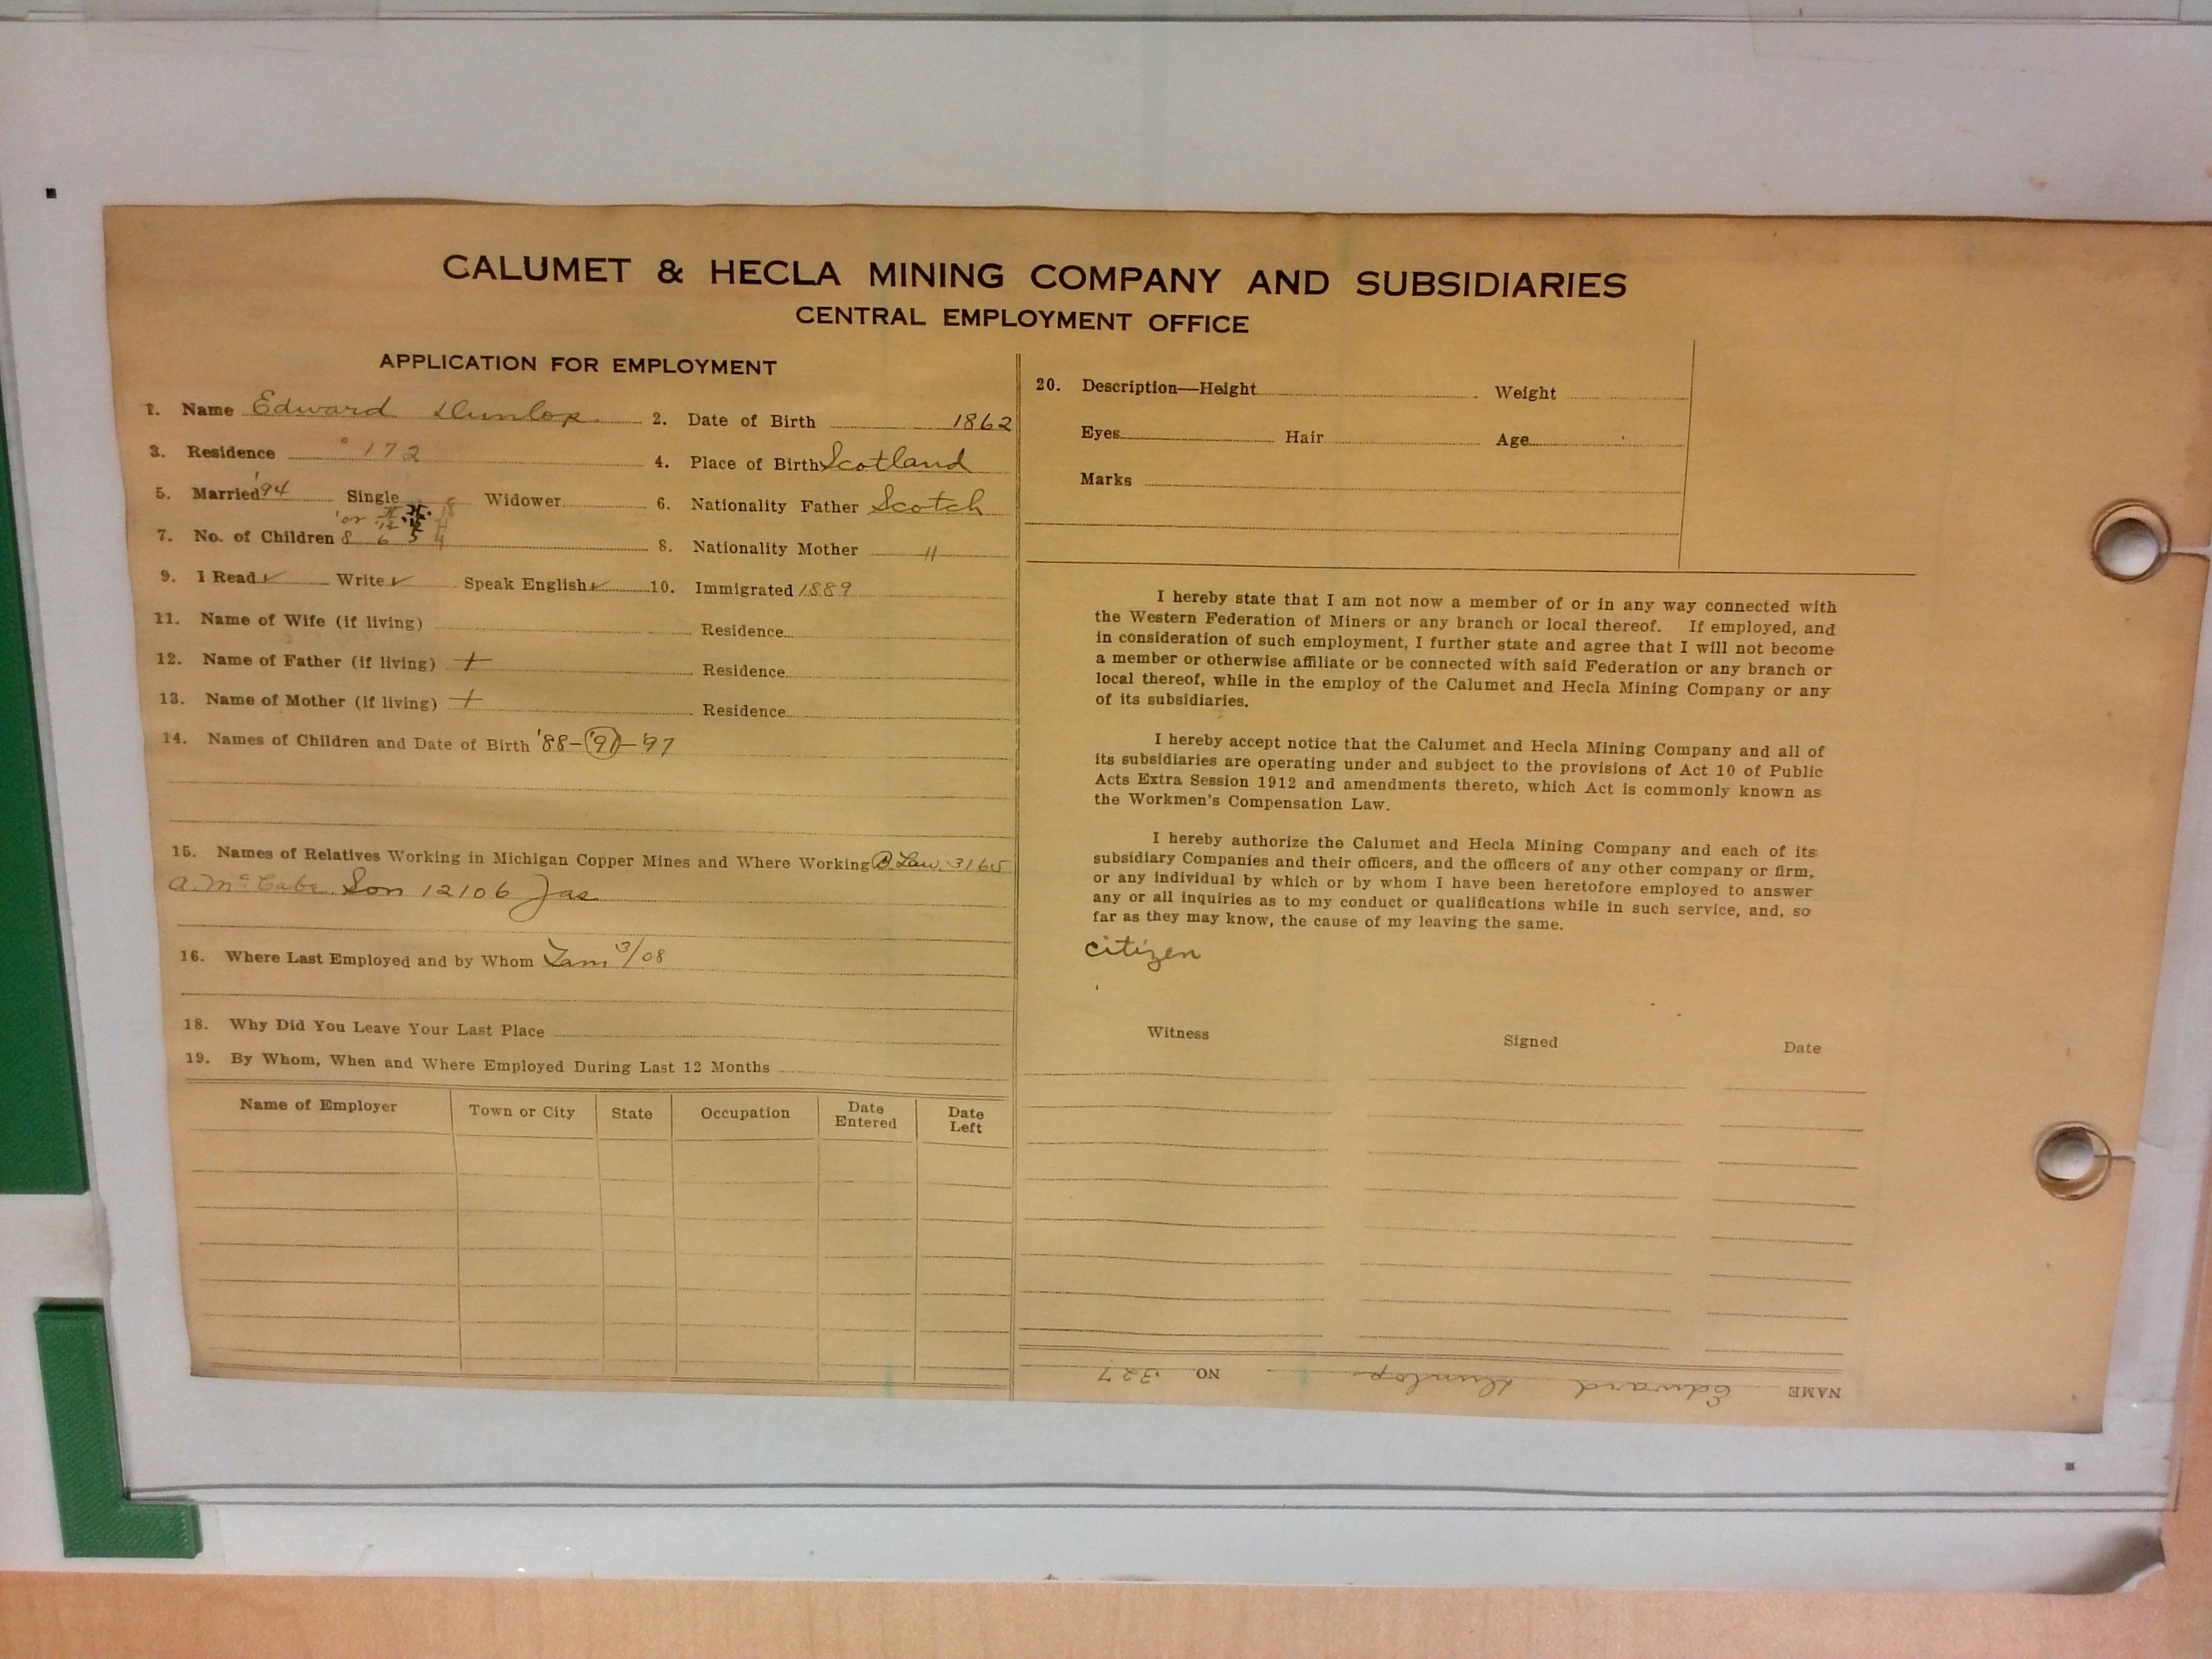 CALUMET & HECLA MINING COMPANY AND SUBSIDIARIES
CENTRAL EMPLOYMENT OFFICE
APPLICATION FOR EMPLOYMENT
1. Name Edward Dunlop 2. Date of Birth 1862
3. Residence 172
4. Place of Birth Scotland
5. Married '94 Single Widower
6. Nationality Father Scotch
7. No. of Children 8 6 5 4
8. Nationality Mother "
9. I Read ✓ Write ✓ Speak English ✓ 10. Immigrated 1889
11. Name of Wife (if living) Residence
12. Name of Father (if living) + Residence
13. Name of Mother (if living) + Residence
14. Names of Children and Date of Birth '88-'91-'97
15. Names of Relatives Working in Michigan Copper Mines and Where Working B. Law. 3165
A. McCabe Son 12106 Jas
16. Where Last Employed and by Whom Tam 3/08
18. Why Did You Leave Your Last Place
19. By Whom, When and Where Employed During Last 12 Months
Name of Employer Town or City State Occupation Date Entered Date Left
20. Description—Height Weight
Eyes Hair Age
Marks
I hereby state that I am not now a member of or in any way connected with
the Western Federation of Miners or any branch or local thereof. If employed, and
in consideration of such employment, I further state and agree that I will not become
a member or otherwise affiliate or be connected with said Federation or any branch or
local thereof, while in the employ of the Calumet and Hecla Mining Company or any
of its subsidiaries.
I hereby accept notice that the Calumet and Hecla Mining Company and all of
its subsidiaries are operating under and subject to the provisions of Act 10 of Public
Acts Extra Session 1912 and amendments thereto, which Act is commonly known as
the Workmen's Compensation Law.
I hereby authorize the Calumet and Hecla Mining Company and each of its
subsidiary Companies and their officers, and the officers of any other company or firm,
or any individual by which or by whom I have been heretofore employed to answer
any or all inquiries as to my conduct or qualifications while in such service, and, so
far as they may know, the cause of my leaving the same.
citizen
Witness Signed Date
NAME Edward Dunlop NO. 327